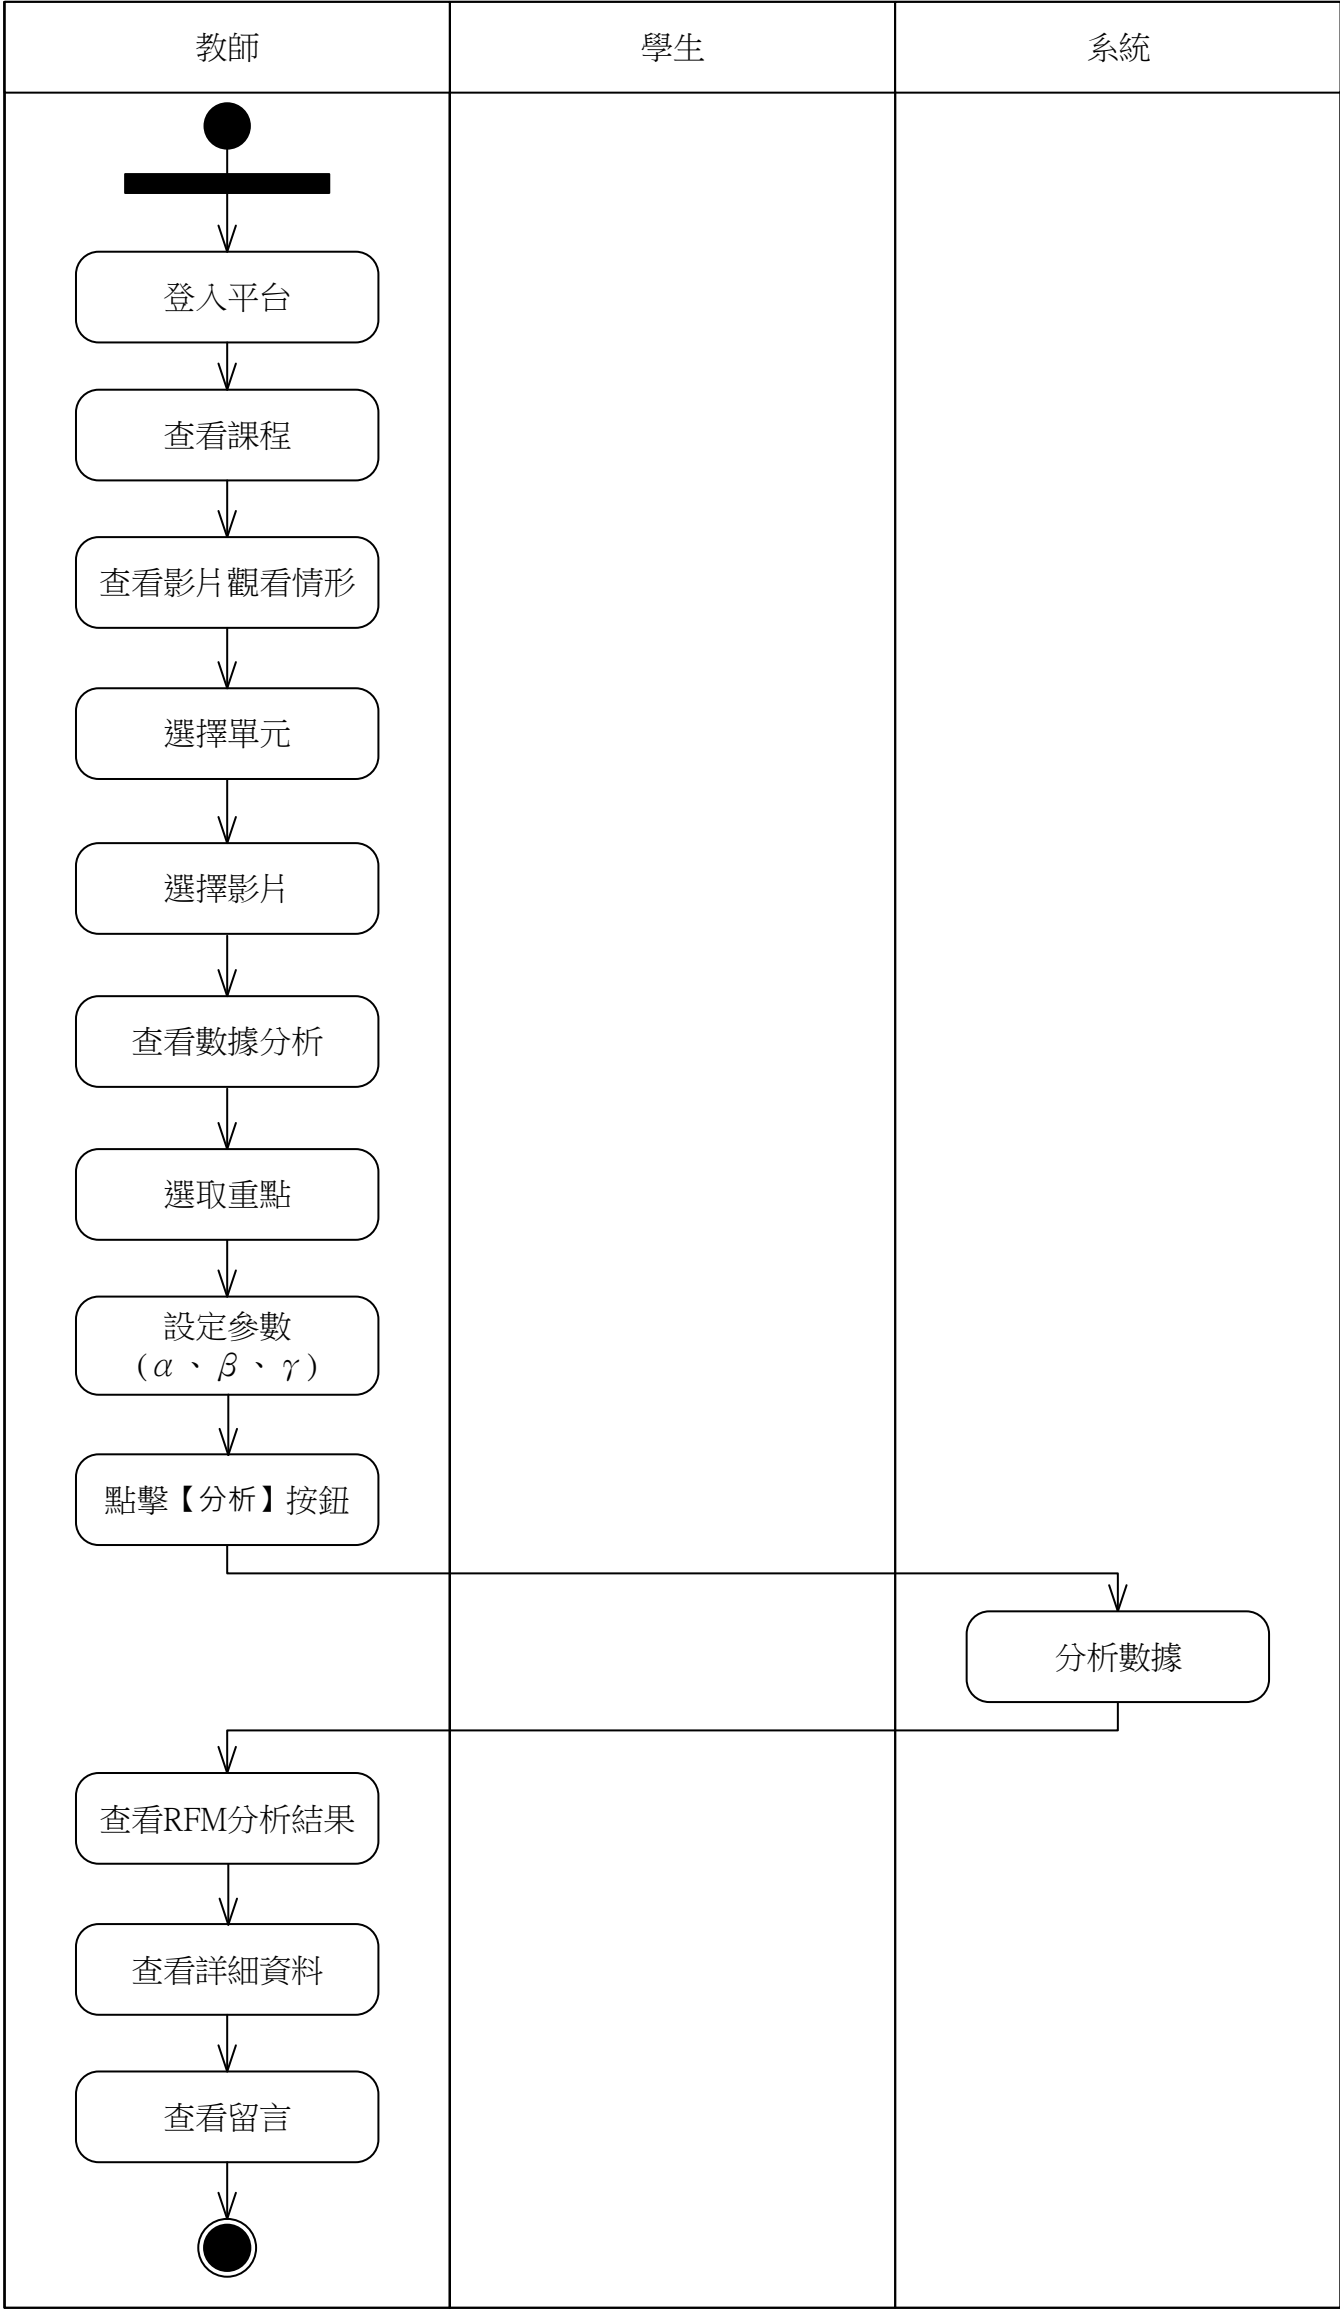 教師
學生
系統
登入平台
查看課程
查看影片觀看情形
選擇單元
選擇影片
查看數據分析
選取重點
設定參數
(α、β、γ)
點擊【分析】按鈕
分析數據
查看RFM分析結果
查看詳細資料
查看留言